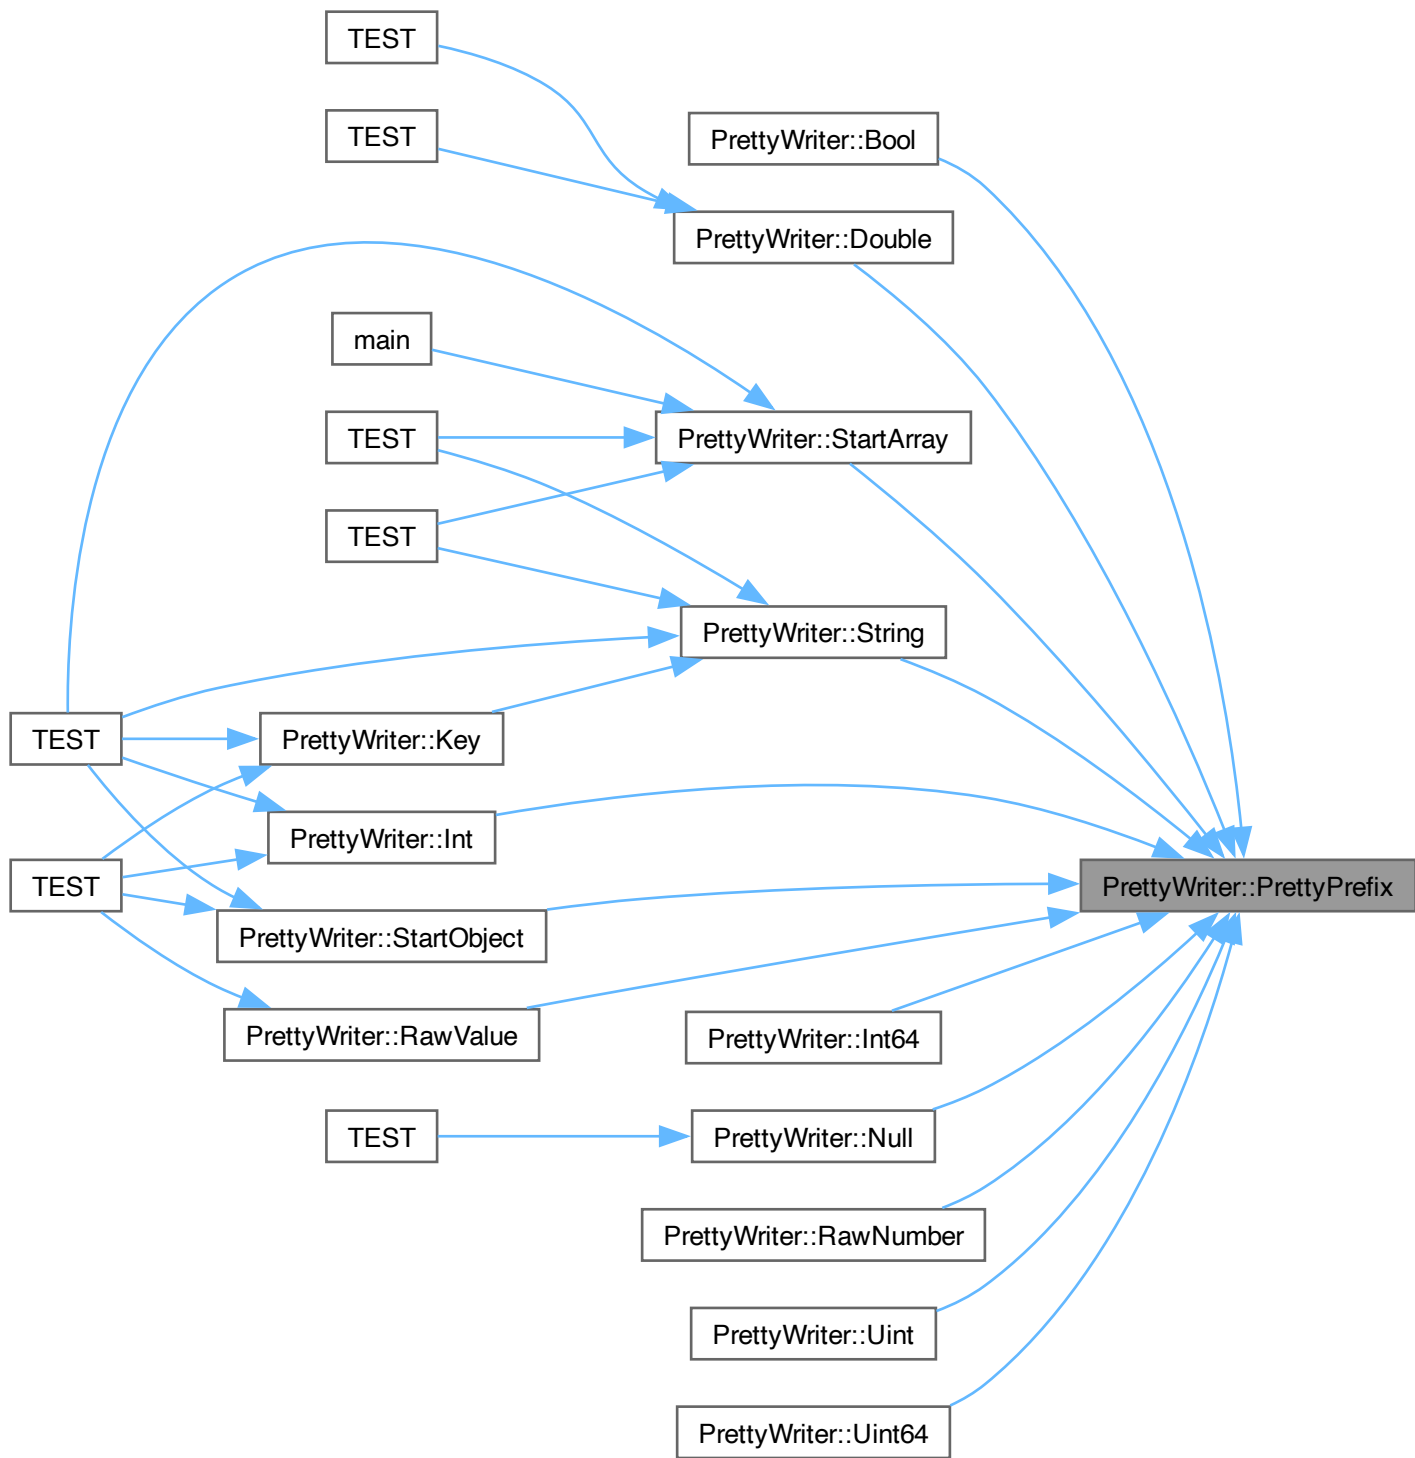 TEST
TEST
PrettyWriter::Bool
PrettyWriter::Double
main
TEST
PrettyWriter::StartArray
TEST
PrettyWriter::String
TEST
PrettyWriter::Key
PrettyWriter::Int
TEST
PrettyWriter::PrettyPrefix
PrettyWriter::StartObject
PrettyWriter::RawValue
PrettyWriter::Int64
TEST
PrettyWriter::Null
PrettyWriter::RawNumber
PrettyWriter::Uint
PrettyWriter::Uint64